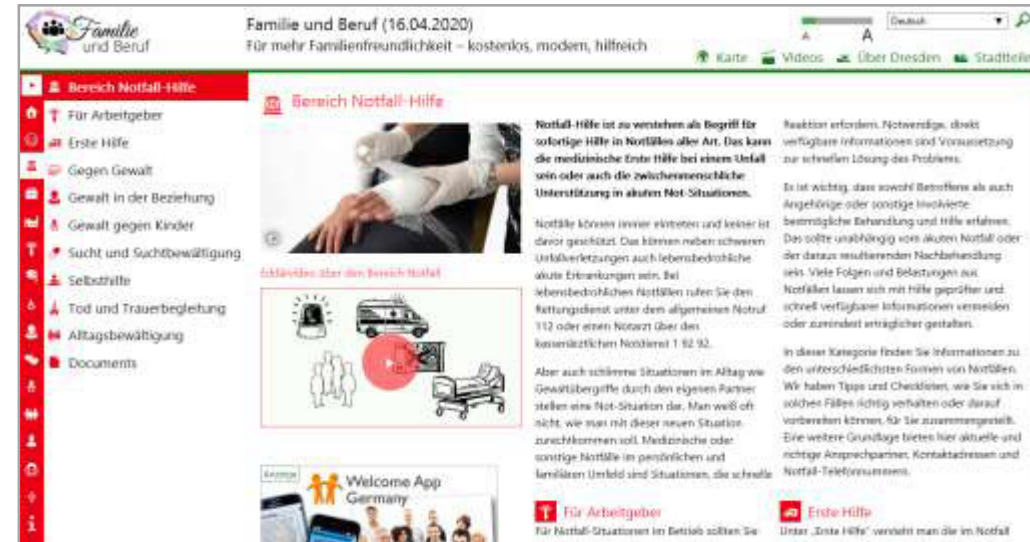 Familie
und Beruf
Familie und Beruf (16.04.2020)
Für mehr Familienfreundlichkeit – kostenlos, modern, hilfreich
A
A
Deutsch
Karte
Videos
Über Dresden
Stadtteile
Bereich Notfall-Hilfe
Für Arbeitgeber
Erste Hilfe
Gegen Gewalt
Gewalt in der Beziehung
Gewalt gegen Kinder
Sucht und Suchtbewältigung
Selbsthilfe
Tod und Trauerbegleitung
Alltagsbewältigung
Documents
Bereich Notfall-Hilfe
Erklärvideo über den Bereich Notfall
Anzeige
Welcome App
Germany
Notfall-Hilfe ist zu verstehen als Begriff für
sofortige Hilfe in Notfällen aller Art. Das kann
die medizinische Erste Hilfe bei einem Unfall
sein oder auch die zwischenmenschliche
Unterstützung in akuten Not-Situationen.
Notfälle können immer eintreten und keiner ist
davor geschützt. Das können neben schweren
Unfallverletzungen auch lebensbedrohliche
akute Erkrankungen sein. Bei
lebensbedrohlichen Notfällen rufen Sie den
Rettungsdienst unter dem allgemeinen Notruf
112 oder einen Notarzt über den
kassenärztlichen Notdienst 1 92 92.
Aber auch schlimme Situationen im Alltag wie
Gewaltübergriffe durch den eigenen Partner
stellen eine Not-Situation dar. Man weiß oft
nicht, wie man mit dieser neuen Situation
zurechtkommen soll. Medizinische oder
sonstige Notfälle im persönlichen und
familiären Umfeld sind Situationen, die schnelle
Reaktion erfordern. Notwendige, direkt
verfügbare Informationen sind Voraussetzung
zur schnellen Lösung des Problems.
Es ist wichtig, dass sowohl Betroffene als auch
Angehörige oder sonstige Involvierte
bestmögliche Behandlung und Hilfe erfahren.
Das sollte unabhängig vom akuten Notfall oder
der daraus resultierenden Nachbehandlung
sein. Viele Folgen und Belastungen aus
Notfällen lassen sich mit Hilfe geprüfter und
schnell verfügbarer Informationen vermeiden
oder zumindest erträglicher gestalten.
In dieser Kategorie finden Sie Informationen zu
den unterschiedlichsten Formen von Notfällen.
Wir haben Tipps und Checklisten, wie Sie sich in
solchen Fällen richtig verhalten oder darauf
vorbereiten können, für Sie zusammengestellt.
Eine weitere Grundlage bieten hier aktuelle und
richtige Ansprechpartner, Kontaktadressen und
Notfall-Telefonnummern.
Für Arbeitgeber
Für Notfall-Situationen im Betrieb sollten Sie
Erste Hilfe
Unter „Erste Hilfe" versteht man die im Notfall